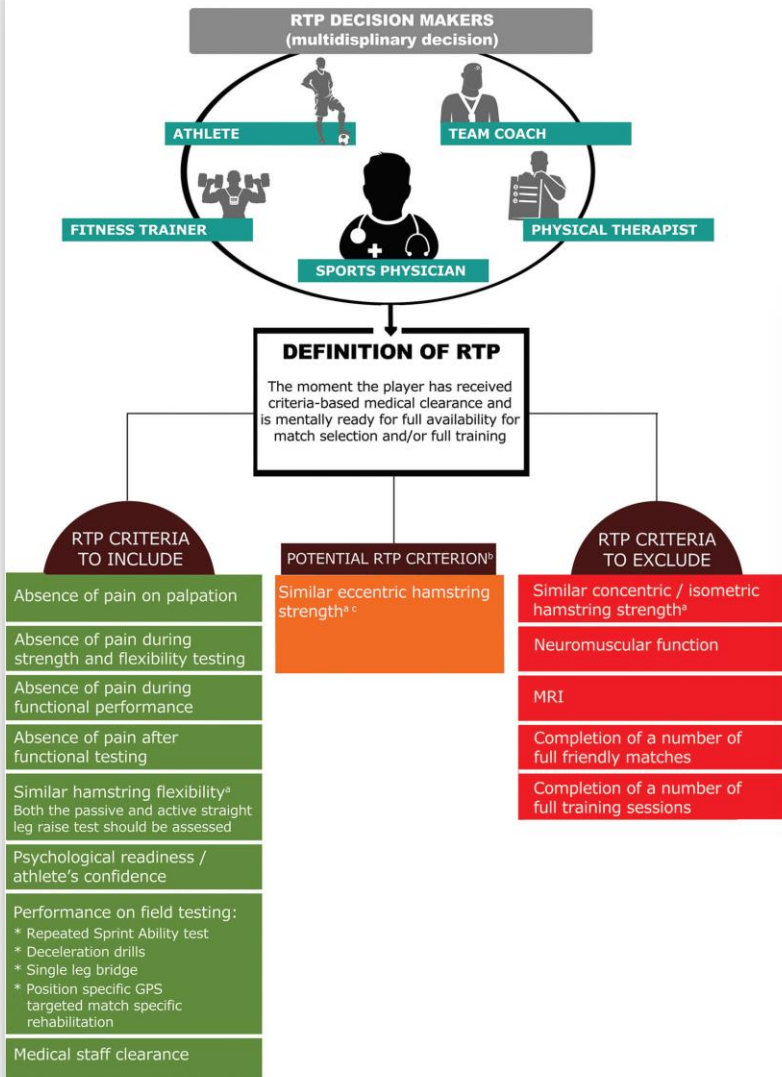 RTP DECISION MAKERS
(multidisplinary decision)
ATHLETE
TEAM COACH
FITNESS TRAINER
PHYSICAL THERAPIST
SPORTS PHYSICIAN
DEFINITION OF RTP
The moment the player has received
criteria-based medical clearance and
is mentally ready for full availability for
match selection and/or full training
RTP CRITERIA
TO INCLUDE
Absence of pain on palpation
Absence of pain during
strength and flexibility testing
Absence of pain during
functional performance
Absence of pain after
functional testing
Similar hamstring flexibilityᵃ
Both the passive and active straight
leg raise test should be assessed
Psychological readiness /
athlete's confidence
Performance on field testing:
* Repeated Sprint Ability test
* Deceleration drills
* Single leg bridge
* Position specific GPS
targeted match specific
rehabilitation
Medical staff clearance
POTENTIAL RTP CRITERIONᵇ
Similar eccentric hamstring
strengthᵃ ᶜ
RTP CRITERIA
TO EXCLUDE
Similar concentric / isometric
hamstring strengthᵃ
Neuromuscular function
MRI
Completion of a number of
full friendly matches
Completion of a number of
full training sessions